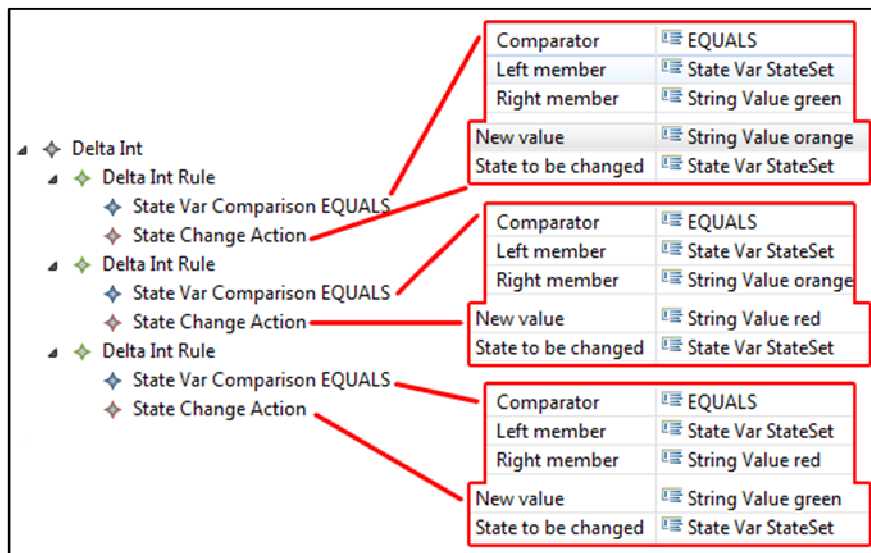 Delta Int
Delta Int Rule
State Var Comparison EQUALS
State Change Action
Delta Int Rule
State Var Comparison EQUALS
State Change Action
Delta Int Rule
State Var Comparison EQUALS
State Change Action
Comparator EQUALS
Left member State Var StateSet
Right member String Value green
New value String Value orange
State to be changed State Var StateSet
Comparator EQUALS
Left member State Var StateSet
Right member String Value orange
New value String Value red
State to be changed State Var StateSet
Comparator EQUALS
Left member State Var StateSet
Right member String Value red
New value String Value green
State to be changed State Var StateSet